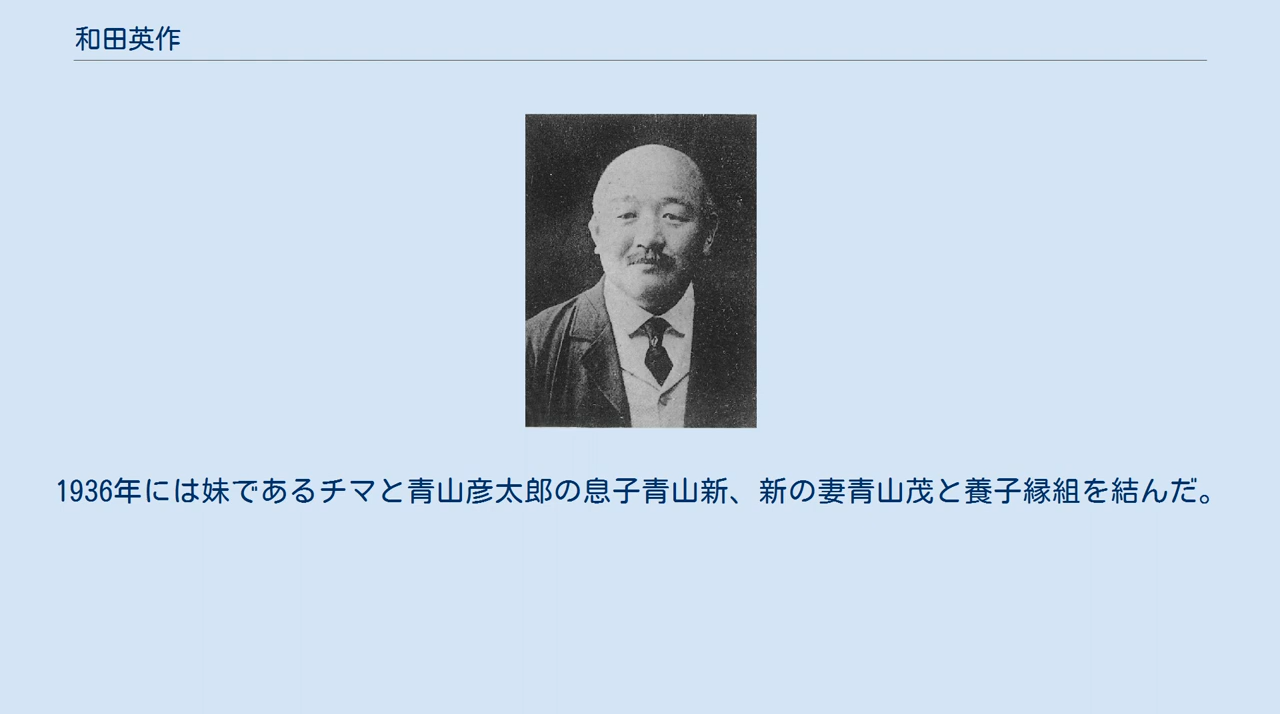 和田英作
1936年には妹であるチマと青山彦太郎の息子青山新、新の妻青山茂と養子縁組を結んだ。